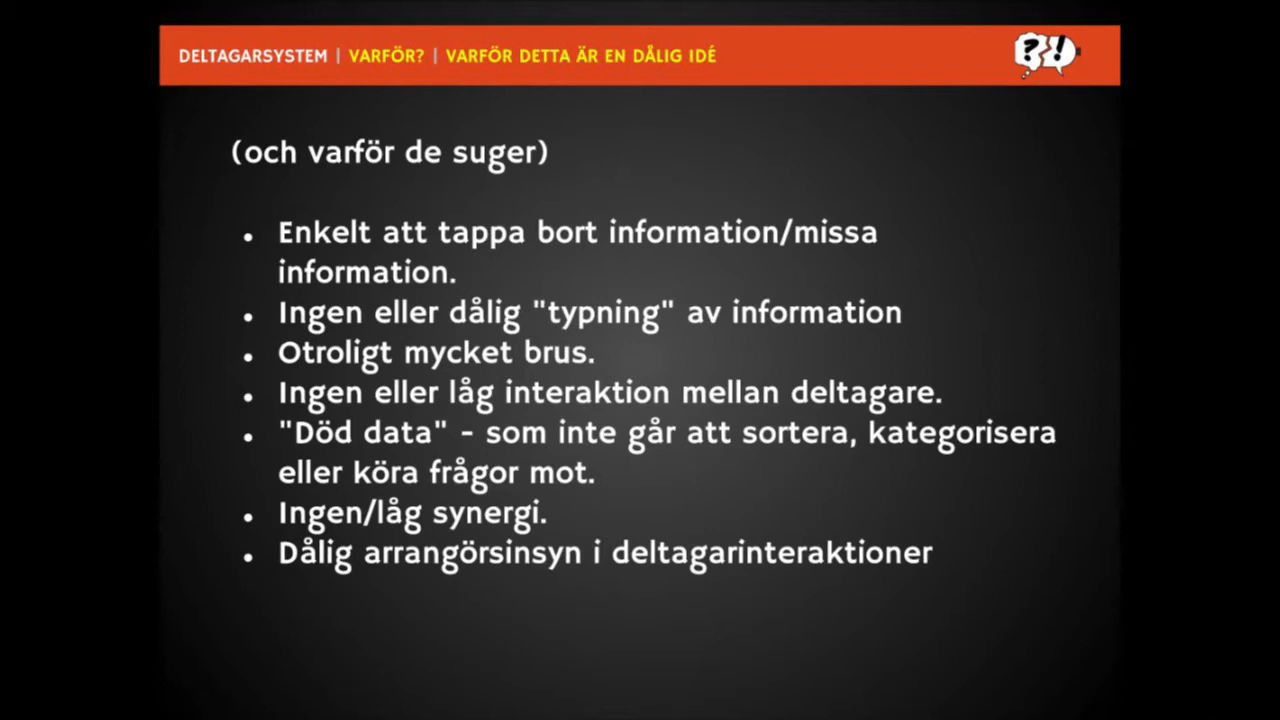 DELTAGARSYSTEM | VARFÖR? | VARFÖR DETTA ÄR EN DÅLIG IDÉ
? !
(och varför de suger)
• Enkelt att tappa bort information/missa
information.
• Ingen eller dålig "typning" av information
• Otroligt mycket brus.
• Ingen eller låg interaktion mellan deltagare.
• "Död data" - som inte går att sortera, kategorisera
eller köra frågor mot.
• Ingen/låg synergi.
• Dålig arrangörsinsyn i deltagarinteraktioner